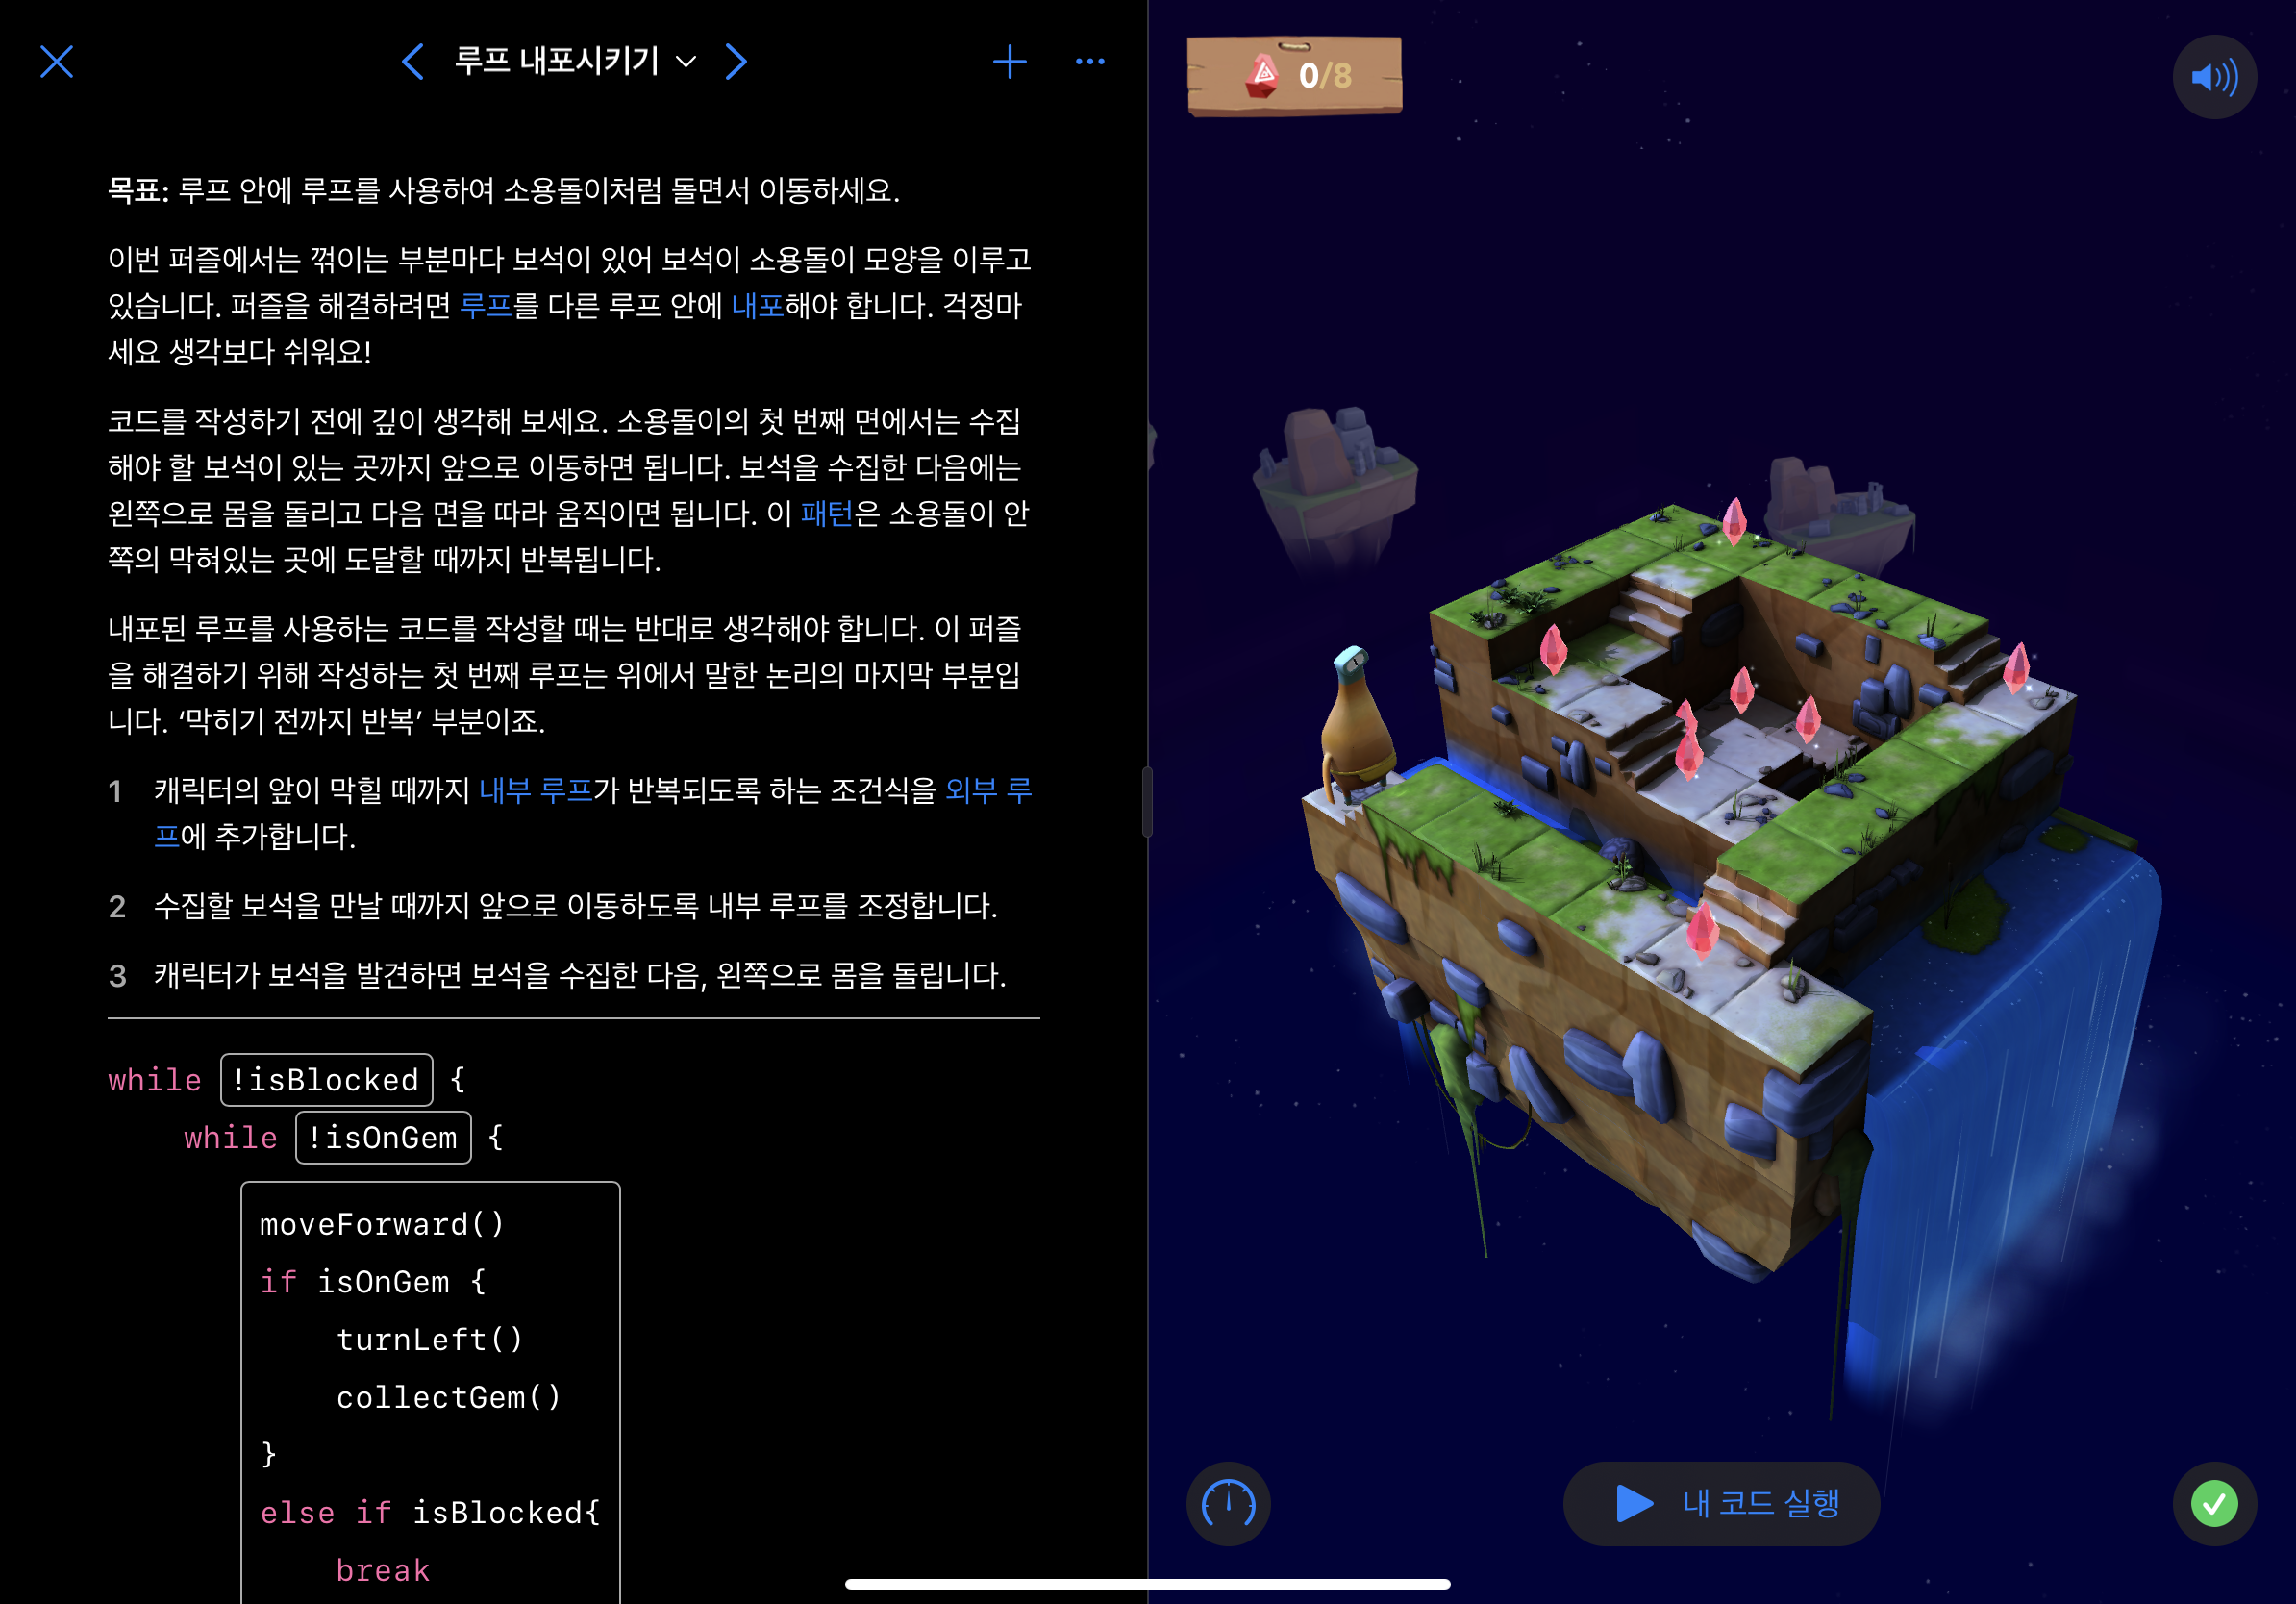 루프 내포시키기
0/8
목표: 루프 안에 루프를 사용하여 소용돌이처럼 돌면서 이동하세요.
이번 퍼즐에서는 꺾이는 부분마다 보석이 있어 보석이 소용돌이 모양을 이루고
있습니다. 퍼즐을 해결하려면 루프를 다른 루프 안에 내포해야 합니다. 걱정마
세요 생각보다 쉬워요!
코드를 작성하기 전에 깊이 생각해 보세요. 소용돌이의 첫 번째 면에서는 수집
해야 할 보석이 있는 곳까지 앞으로 이동하면 됩니다. 보석을 수집한 다음에는
왼쪽으로 몸을 돌리고 다음 면을 따라 움직이면 됩니다. 이 패턴은 소용돌이 안
쪽의 막혀있는 곳에 도달할 때까지 반복됩니다.
내포된 루프를 사용하는 코드를 작성할 때는 반대로 생각해야 합니다. 이 퍼즐
을 해결하기 위해 작성하는 첫 번째 루프는 위에서 말한 논리의 마지막 부분입
니다. ‘막히기 전까지 반복’ 부분이죠.
1 캐릭터의 앞이 막힐 때까지 내부 루프가 반복되도록 하는 조건식을 외부 루
프에 추가합니다.
2 수집할 보석을 만날 때까지 앞으로 이동하도록 내부 루프를 조정합니다.
3 캐릭터가 보석을 발견하면 보석을 수집한 다음, 왼쪽으로 몸을 돌립니다.
while !isBlocked {
while !isOnGem {
moveForward()
if isOnGem {
turnLeft()
collectGem()
}
else if isBlocked{
break
내 코드 실행